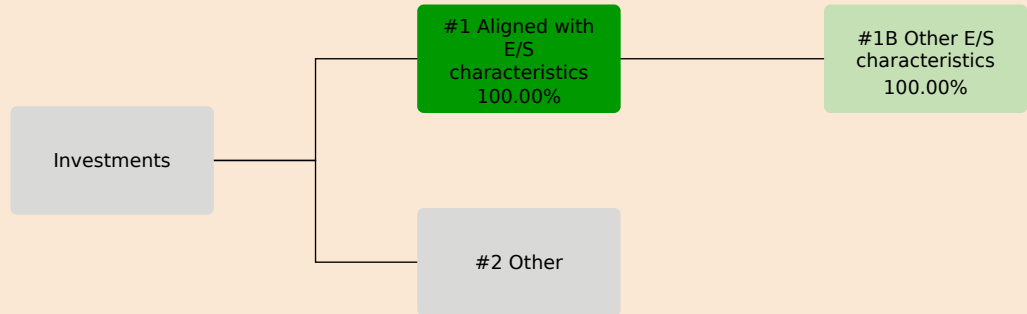 #1 Aligned with
E/S
characteristics
100.00%
#1B Other E/S
characteristics
100.00%
Investments
#2 Other